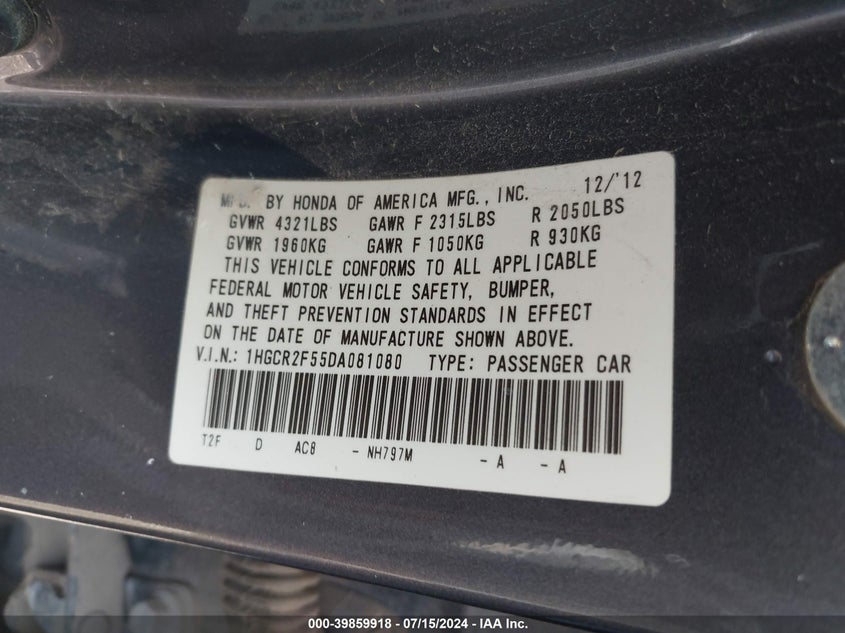 MFD. BY HONDA OF AMERICA MFG., INC. 12/'12
GVWR 4321LBS GAWR F 2315LBS R 2050LBS
GVWR 1960KG GAWR F 1050KG R 930KG
THIS VEHICLE CONFORMS TO ALL APPLICABLE
FEDERAL MOTOR VEHICLE SAFETY, BUMPER,
AND THEFT PREVENTION STANDARDS IN EFFECT
ON THE DATE OF MANUFACTURE SHOWN ABOVE.
V.I.N.: 1HGCR2F55DA081080 TYPE: PASSENGER CAR
T2F D AC8 - NH797M - A - A
000-39859918 - 07/15/2024 - IAAI - IAA, Inc.